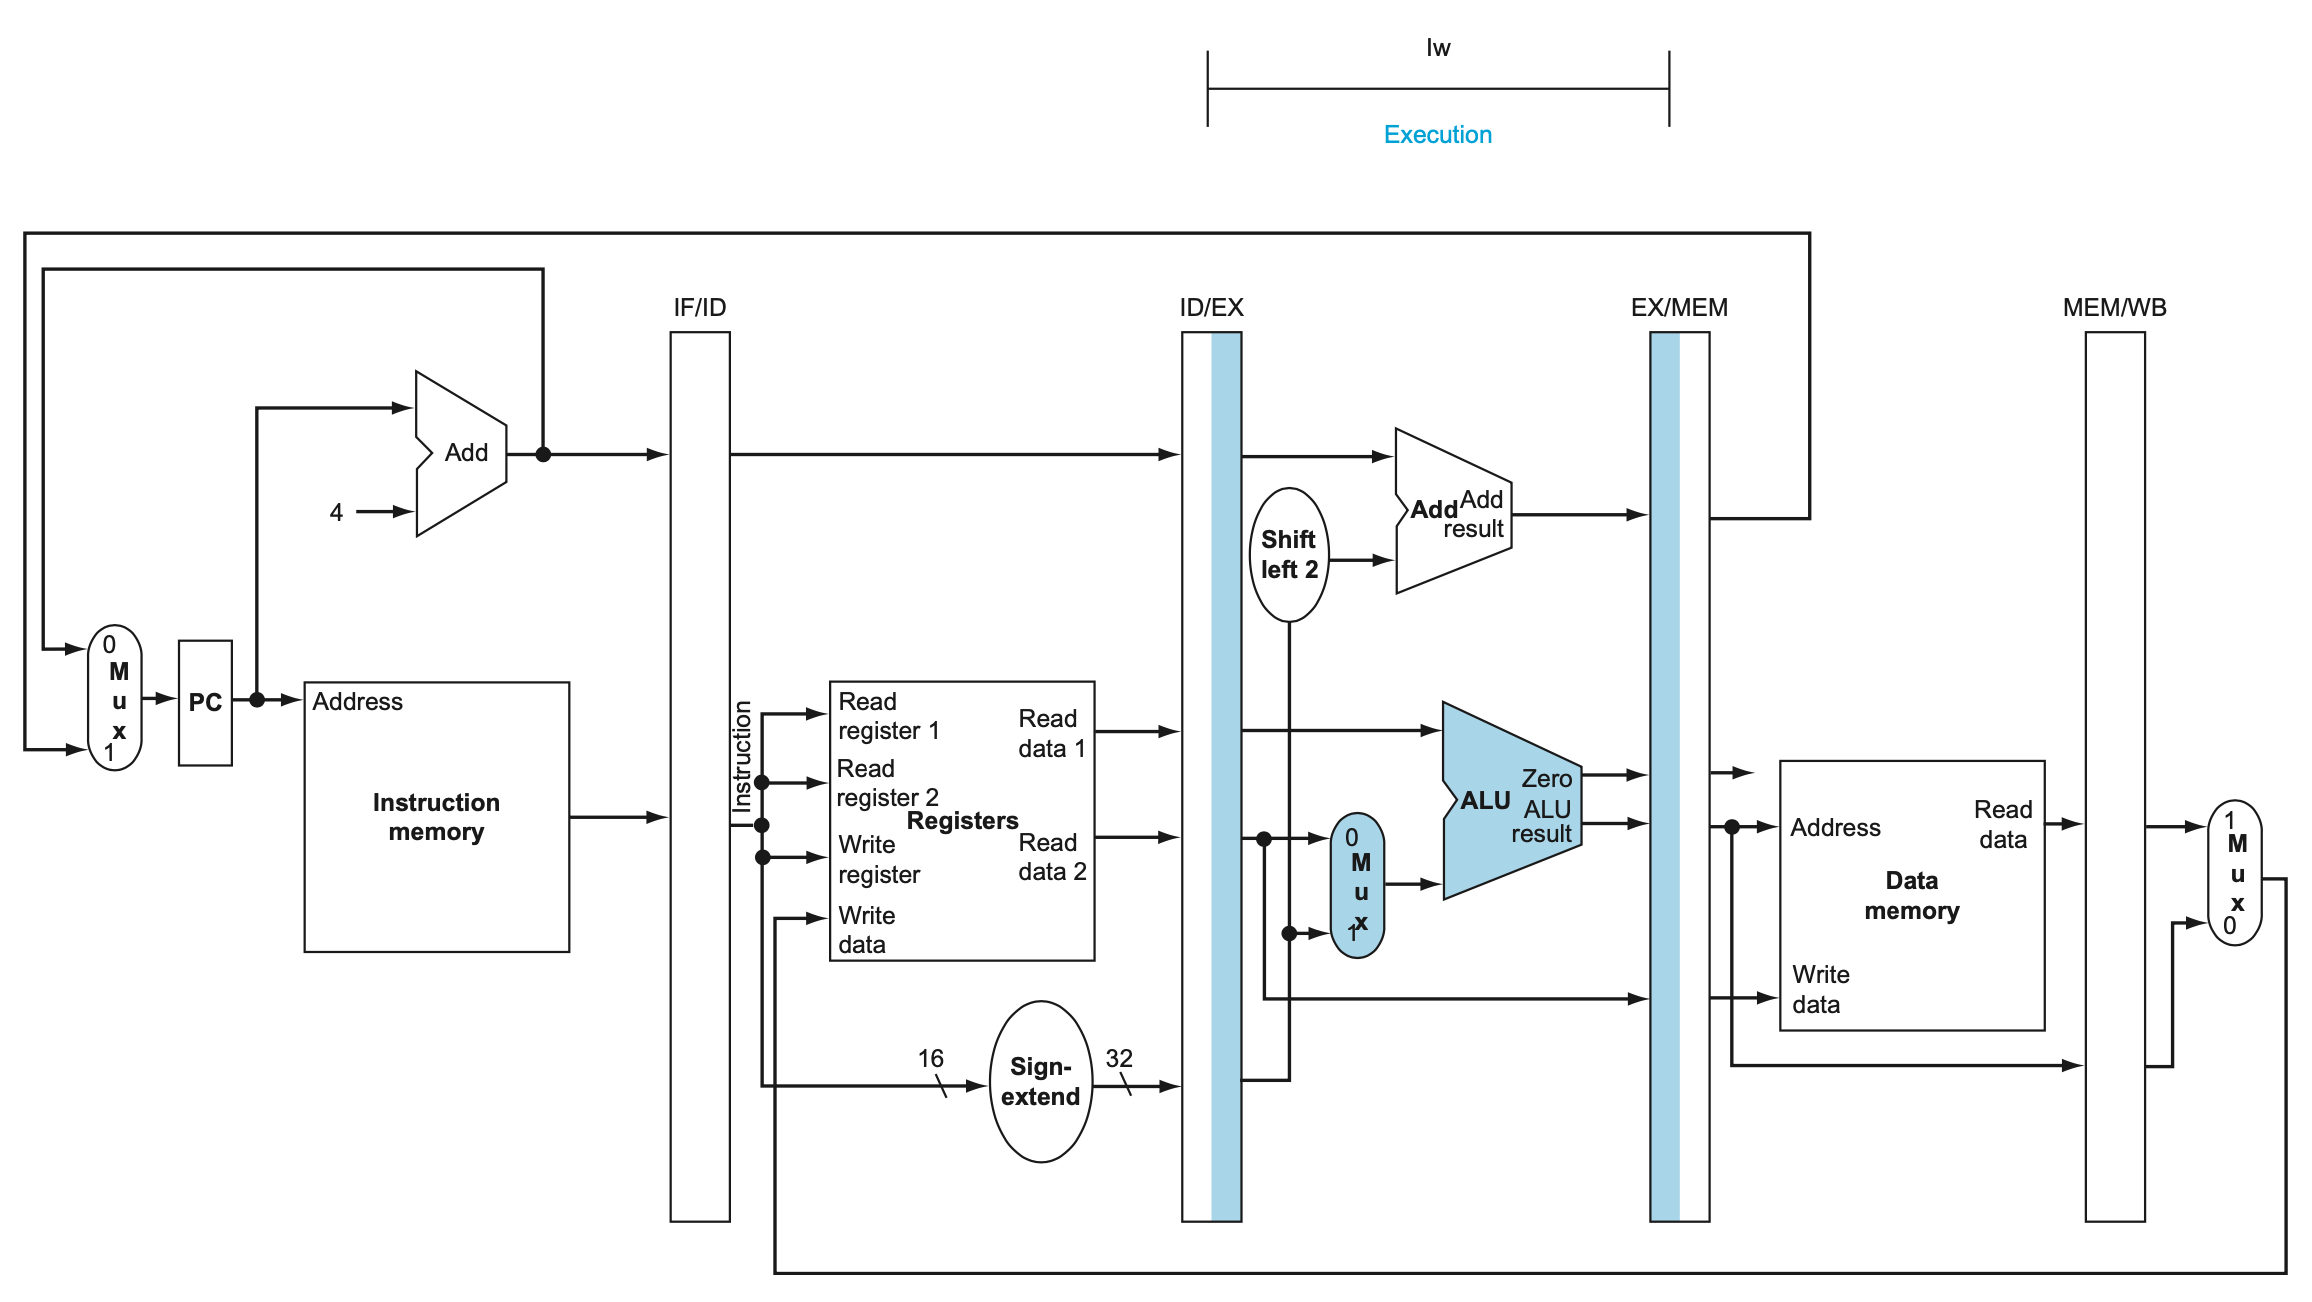 lw
Execution
IF/ID
ID/EX
EX/MEM
MEM/WB
Add
4
Add
Add
result
Shift
left 2
0
M
u
x
1
PC
Address
Instruction
memory
Instruction
Read
register 1
Read
register 2
Write
register
Write
data
Registers
Read
data 1
Read
data 2
16
Sign-
extend
32
0
M
u
x
1
ALU
Zero
ALU
result
Address
Read
data
Data
memory
Write
data
1
M
u
x
0